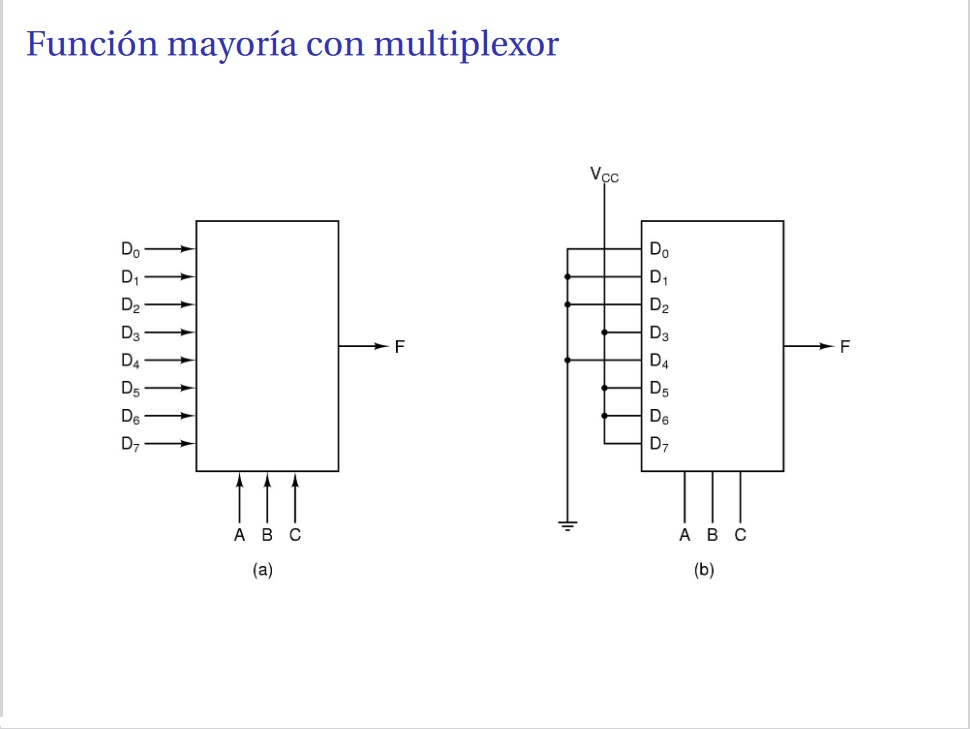 Función mayoría con multiplexor
D₀
D₁
D₂
D₃
D₄
D₅
D₆
D₇
F
A B C
(a)
V_CC
D₀
D₁
D₂
D₃
D₄
D₅
D₆
D₇
F
A B C
(b)